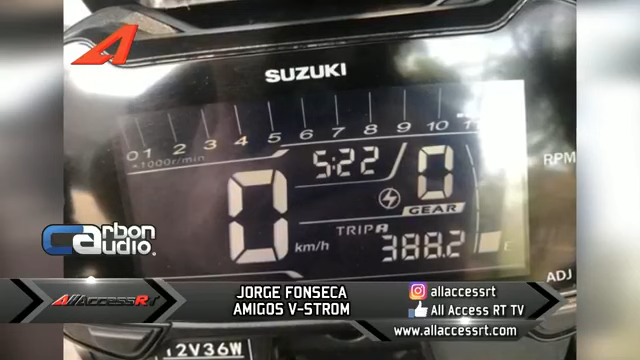 A
SUZUKI
0 1 2 3 4 5 6 7 8 9 10 11
×1000r/min
5:22
0
RPM
GEAR
0
km/h
TRIP A
388.2
E
ADJ
Carbon
audio®
ALLACCESSRT
JORGE FONSECA
AMIGOS V-STROM
allaccessrt
All Access RT TV
www.allaccessrt.com
12V36W